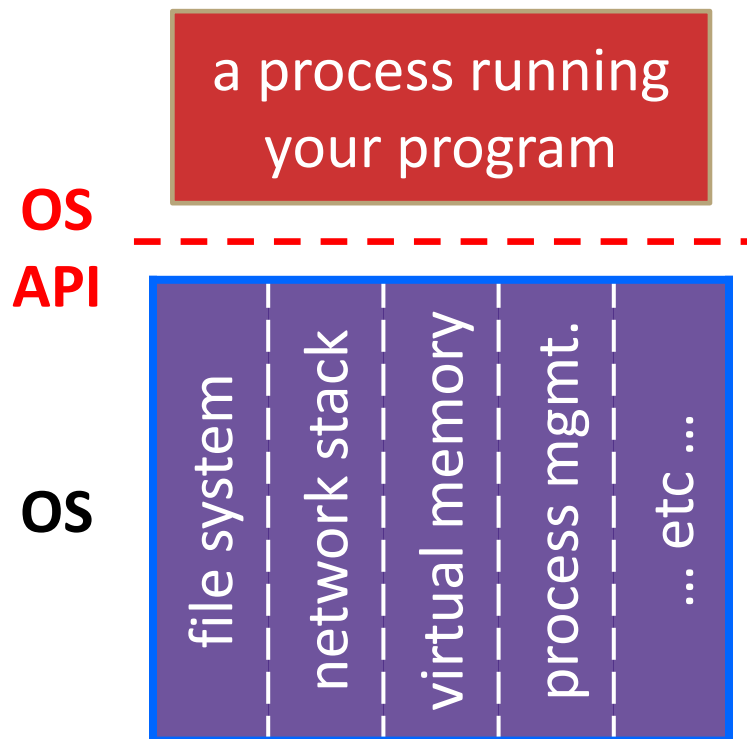 a process running
your program
OS
API
OS
file system
network stack
virtual memory
process mgmt.
... etc ...